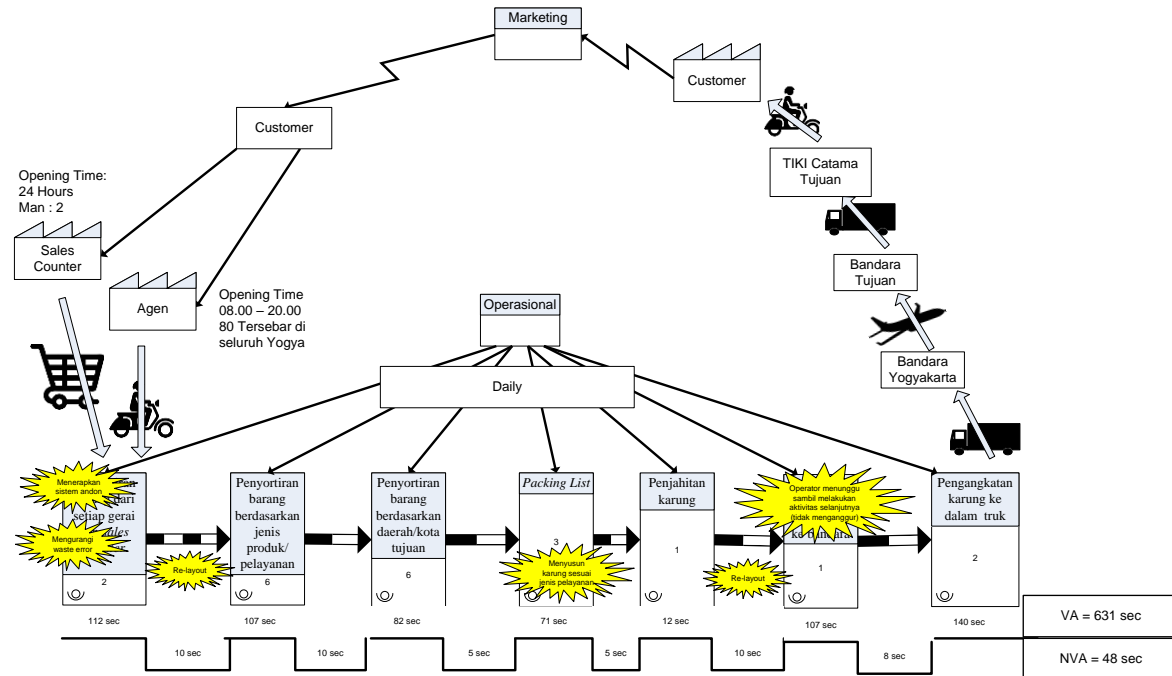 Marketing
Customer
Customer
TIKI Catama
Tujuan
Opening Time:
24 Hours
Man : 2
Sales
Counter
Agen
Opening Time
08.00 – 20.00
80 Tersebar di
seluruh Yogya
Operasional
Daily
Bandara
Tujuan
Bandara
Yogyakarta
Menerapkan
sistem andon
setiap gerai
Mengurangi
waste error
2
Re-layout
Penyortiran
barang
berdasarkan
jenis
produk/
pelayanan
6
Penyortiran
barang
berdasarkan
daerah/kota
tujuan
6
Packing List
3
Menyusun
karung sesuai
jenis pelayanan
Penjahitan
karung
1
Re-layout
Operator menunggu
sambil melakukan
aktivitas selanjutnya
(tidak menganggur)
ke bandara
1
Pengangkatan
karung ke
dalam truk
2
112 sec
107 sec
82 sec
71 sec
12 sec
107 sec
140 sec
10 sec
10 sec
5 sec
5 sec
10 sec
8 sec
VA = 631 sec
NVA = 48 sec